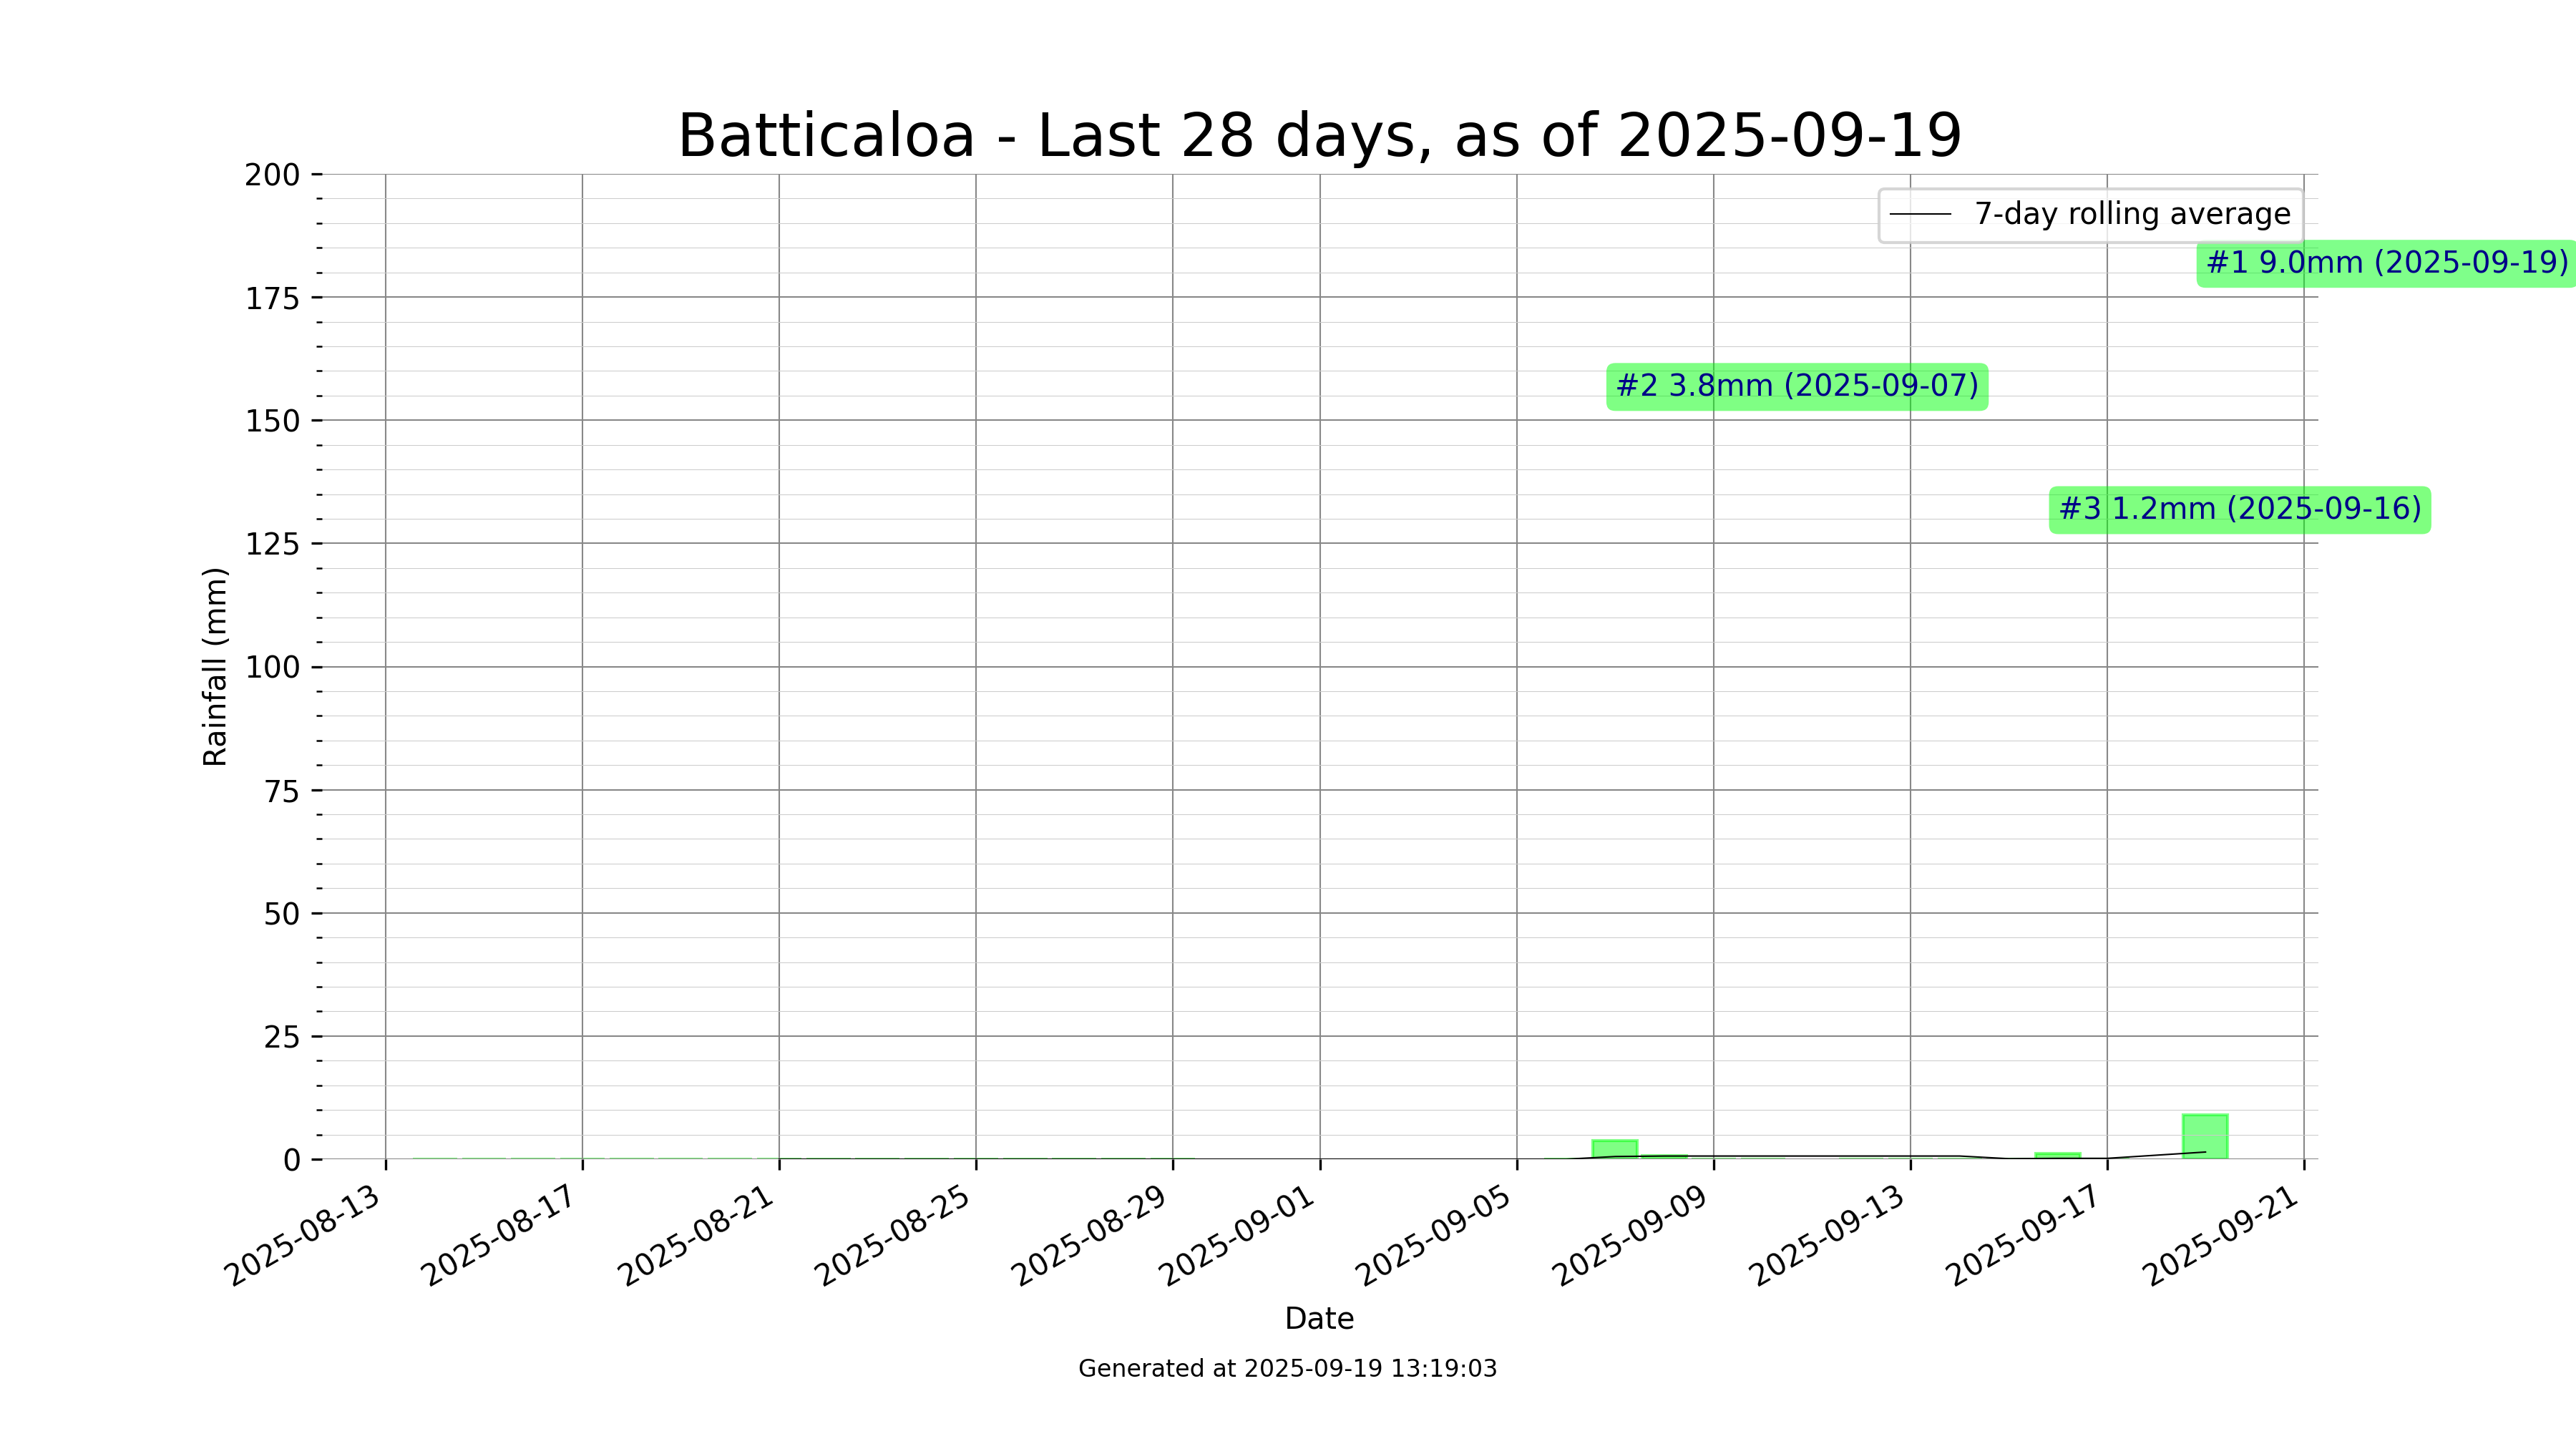 Batticaloa - Last 28 days, as of 2025-09-19
200
175
150
125
100
75
50
25
0
Rainfall (mm)
7-day rolling average
#1 9.0mm (2025-09-19)
#2 3.8mm (2025-09-07)
#3 1.2mm (2025-09-16)
2025-08-13
2025-08-17
2025-08-21
2025-08-25
2025-08-29
2025-09-01
2025-09-05
2025-09-09
2025-09-13
2025-09-17
2025-09-21
Date
Generated at 2025-09-19 13:19:03